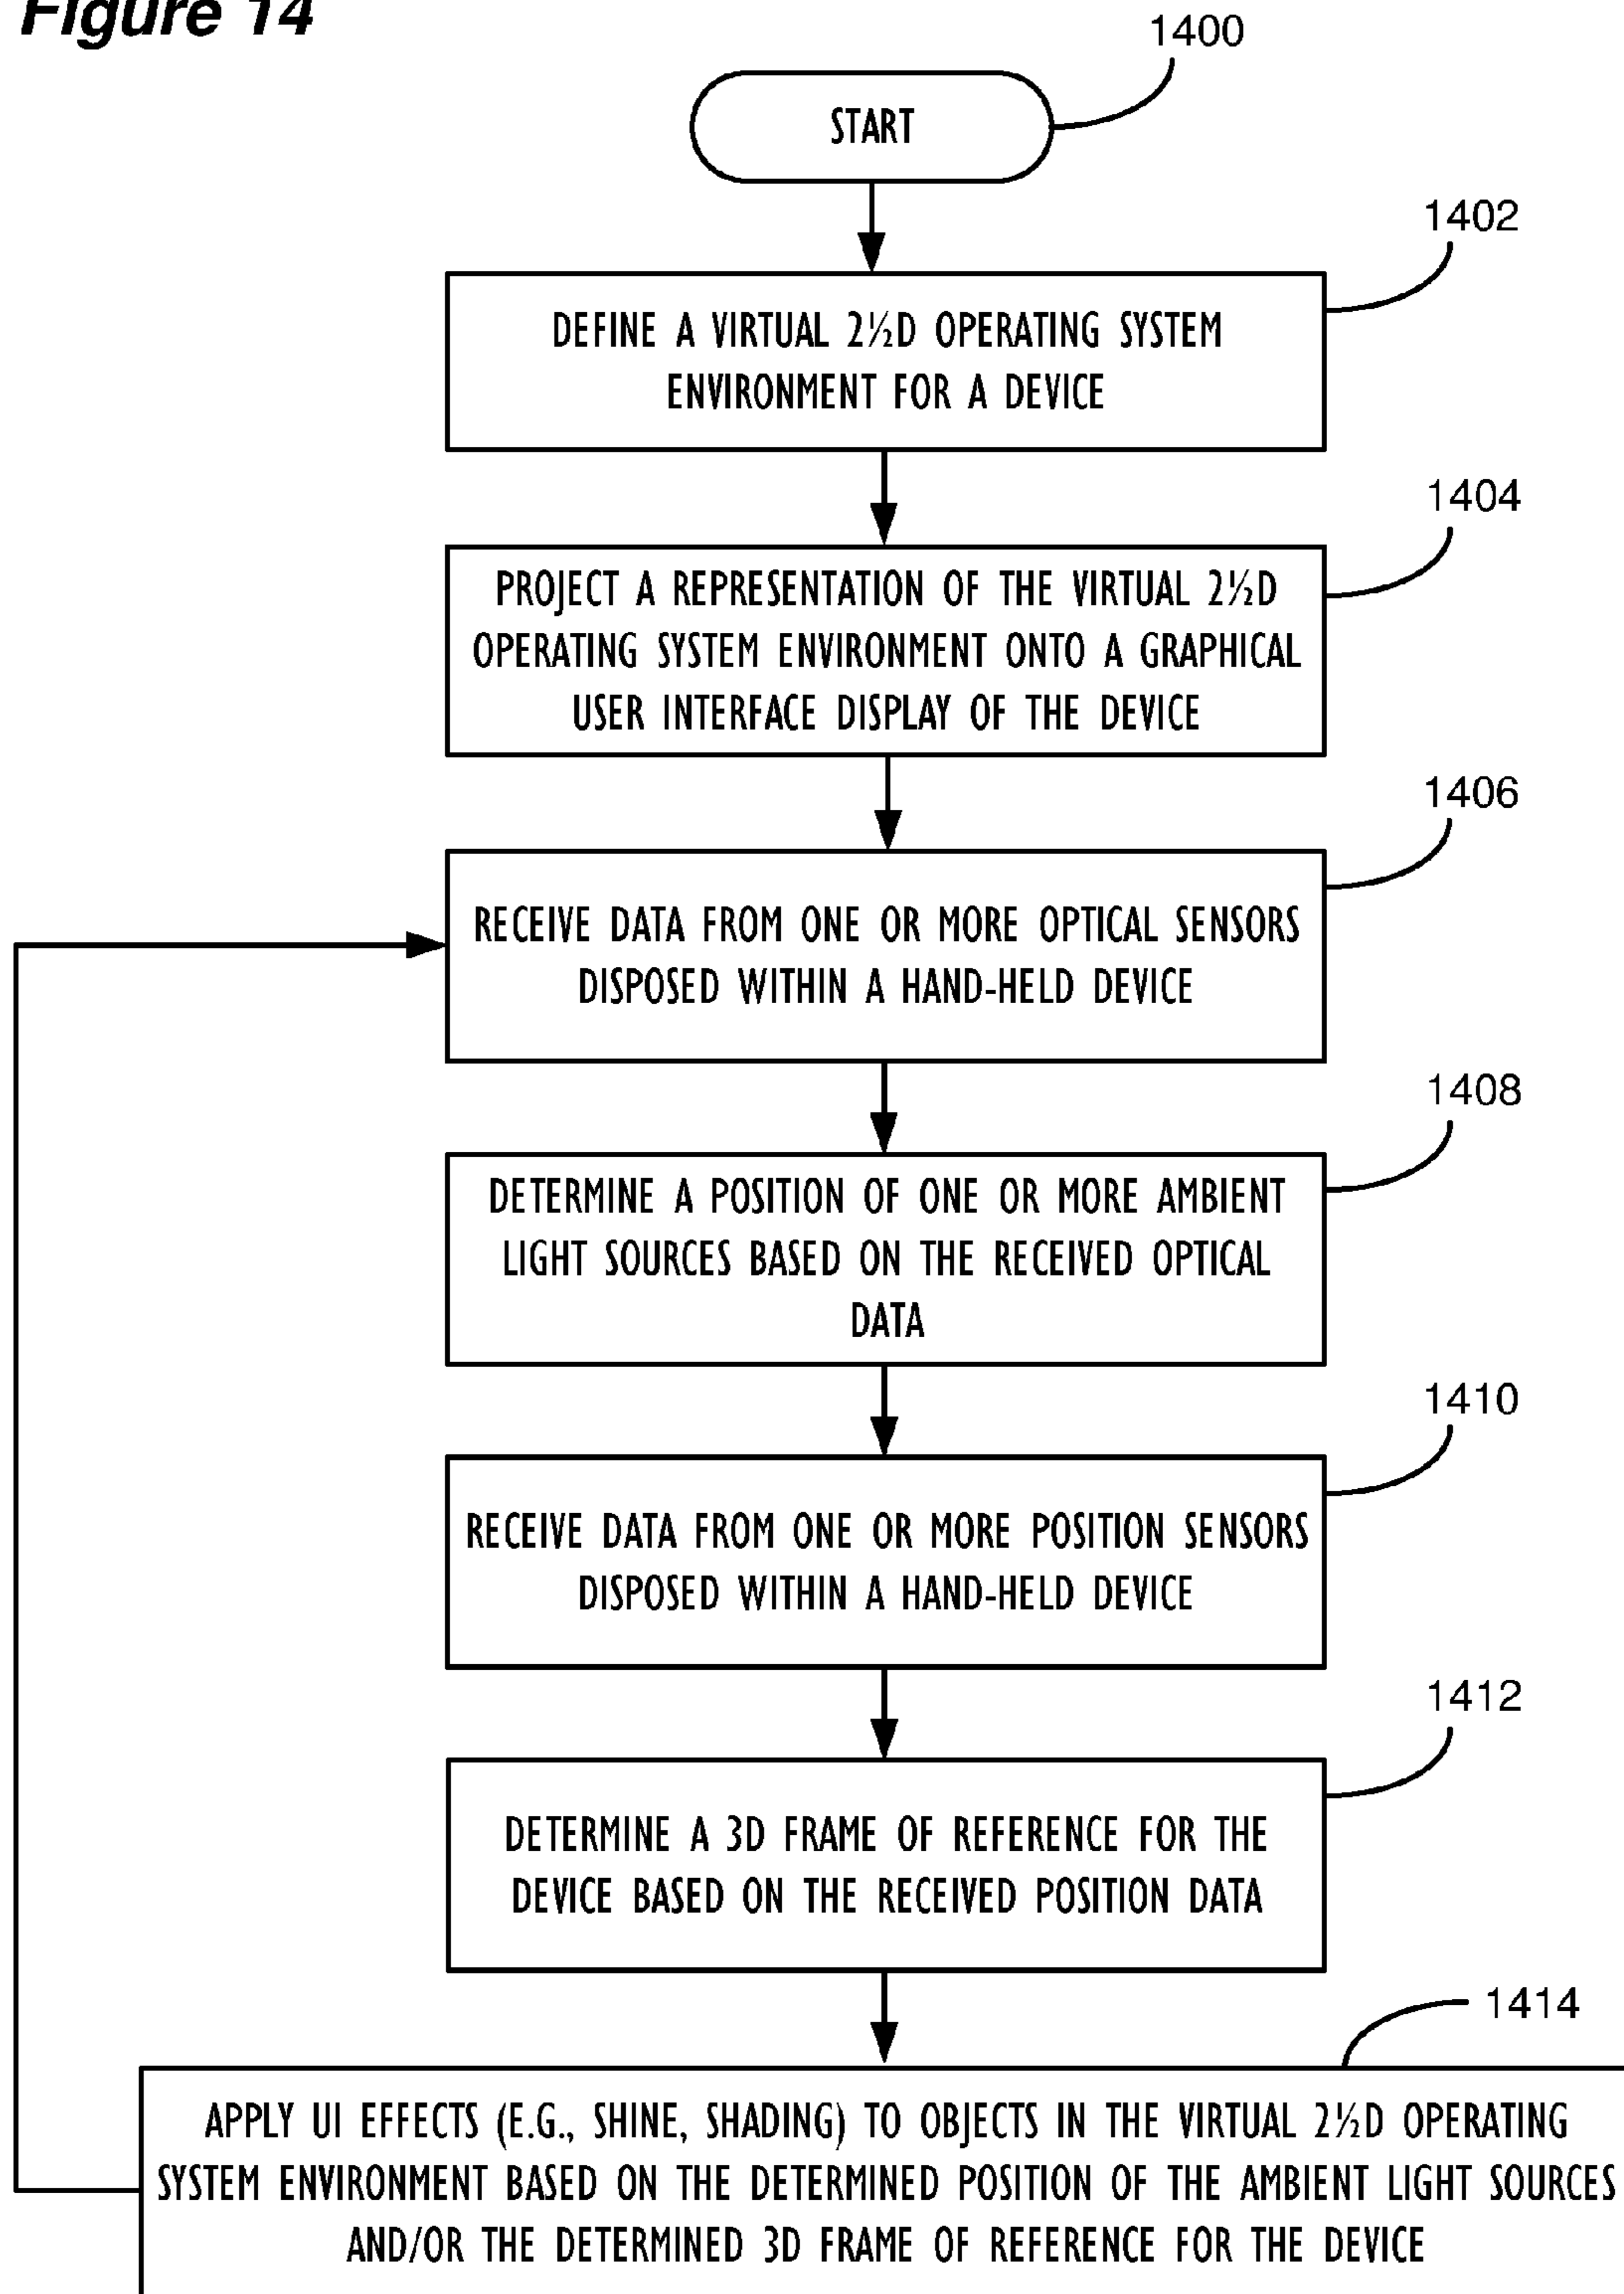 Figure 14
1400
START
1402
DEFINE A VIRTUAL 2½D OPERATING SYSTEM
ENVIRONMENT FOR A DEVICE
1404
PROJECT A REPRESENTATION OF THE VIRTUAL 2½D
OPERATING SYSTEM ENVIRONMENT ONTO A GRAPHICAL
USER INTERFACE DISPLAY OF THE DEVICE
1406
RECEIVE DATA FROM ONE OR MORE OPTICAL SENSORS
DISPOSED WITHIN A HAND-HELD DEVICE
1408
DETERMINE A POSITION OF ONE OR MORE AMBIENT
LIGHT SOURCES BASED ON THE RECEIVED OPTICAL
DATA
1410
RECEIVE DATA FROM ONE OR MORE POSITION SENSORS
DISPOSED WITHIN A HAND-HELD DEVICE
1412
DETERMINE A 3D FRAME OF REFERENCE FOR THE
DEVICE BASED ON THE RECEIVED POSITION DATA
1414
APPLY UI EFFECTS (E.G., SHINE, SHADING) TO OBJECTS IN THE VIRTUAL 2½D OPERATING
SYSTEM ENVIRONMENT BASED ON THE DETERMINED POSITION OF THE AMBIENT LIGHT SOURCES
AND/OR THE DETERMINED 3D FRAME OF REFERENCE FOR THE DEVICE